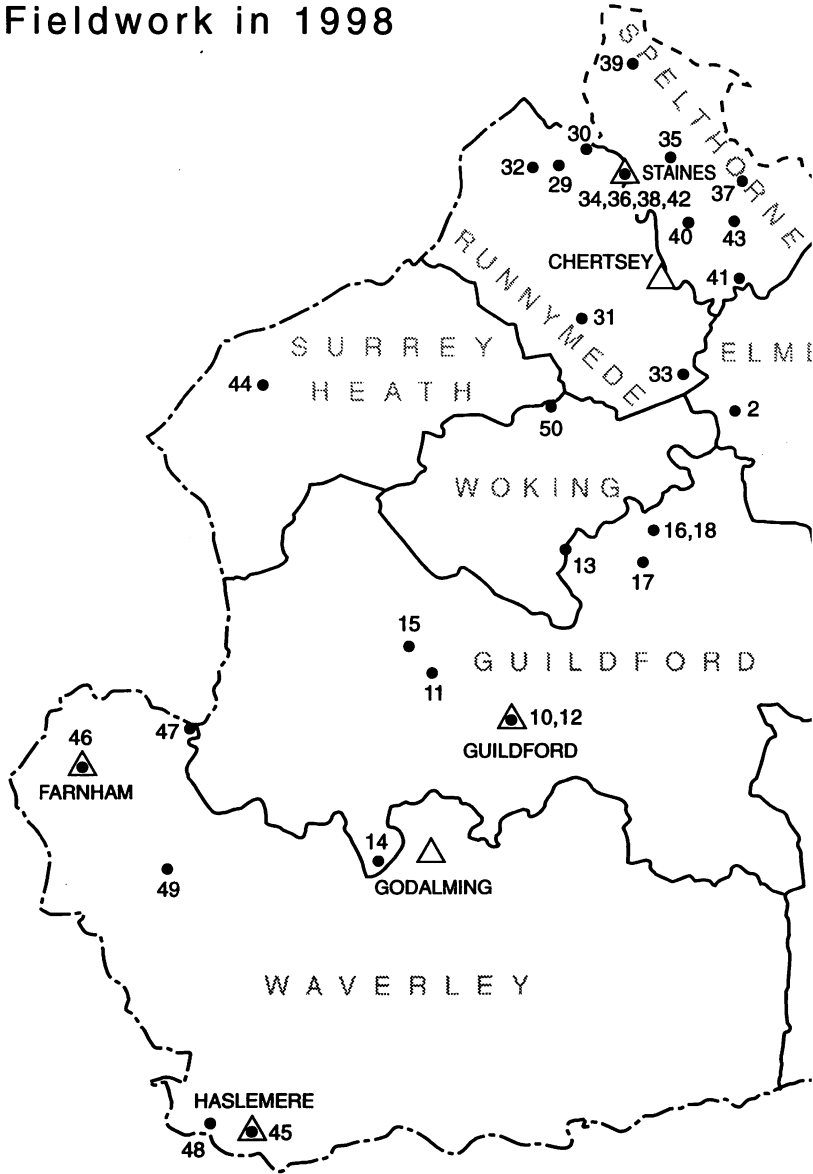 Fieldwork in 1998
SPELTHORNE
39
30
35
32
29
STAINES
37
34,36,38,42
40
43
RUNNYMEDE
CHERTSEY
41
31
SURREY
HEATH
44
33
2
50
WOKING
16,18
13
17
15
GUILDFORD
11
10,12
GUILDFORD
47
46
FARNHAM
14
GODALMING
49
WAVERLEY
HASLEMERE
45
48